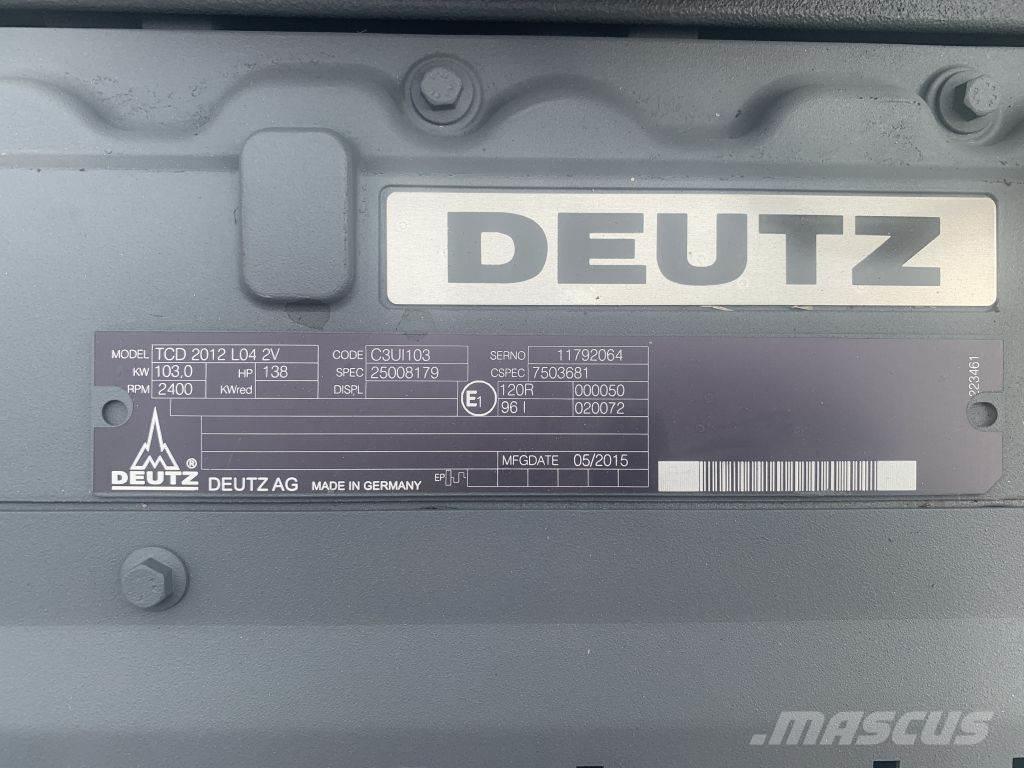 DEUTZ
MODEL TCD 2012 L04 2V CODE C3UI103 SERNO 11792064
KW 103,0 HP 138 SPEC 25008179 CSPEC 7503681
RPM 2400 KWred DISPL E1 120R 000050
96 I 020072
MFGDATE 05/2015
DEUTZ® DEUTZ AG MADE IN GERMANY EP
223461
MASCUS